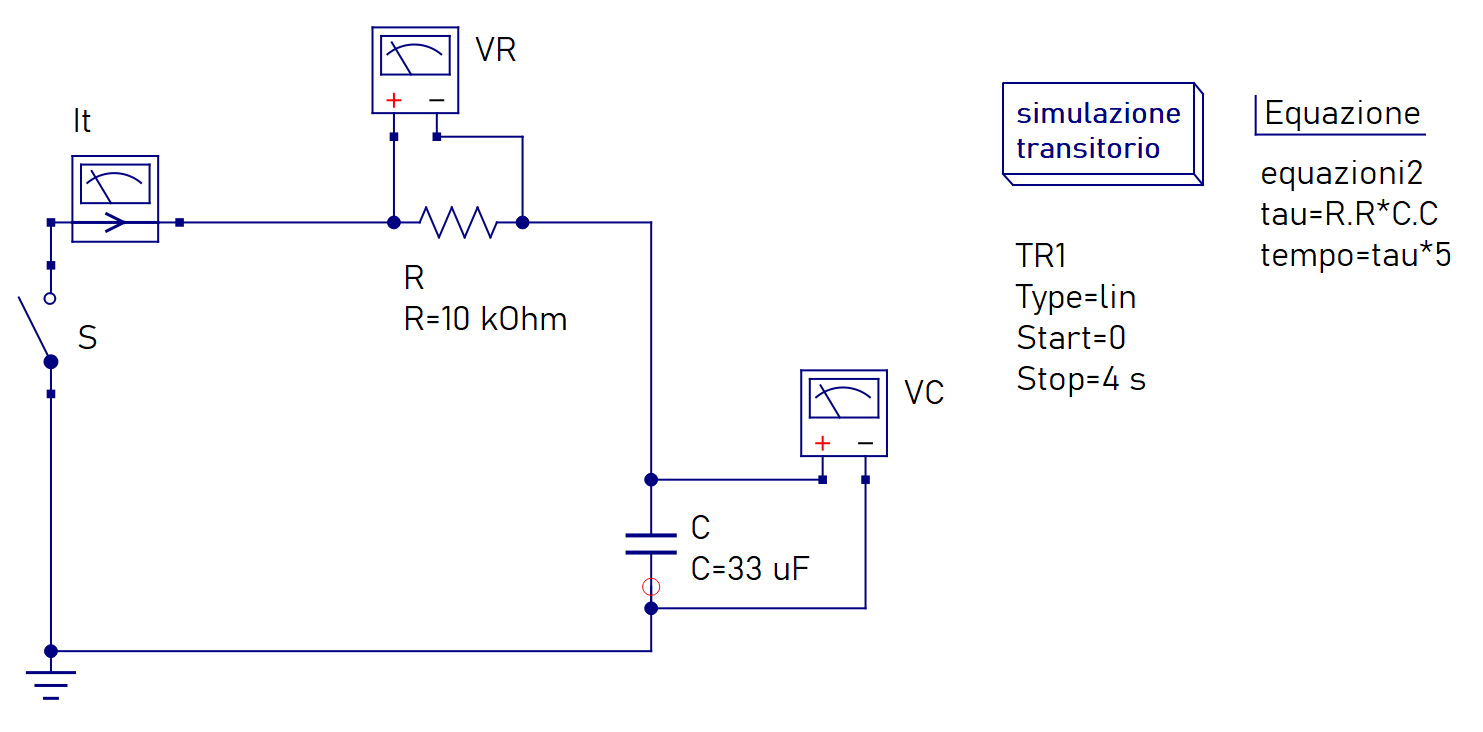 VR
It
R
R=10 kOhm
S
VC
C
C=33 uF
simulazione
transitorio
TR1
Type=lin
Start=0
Stop=4 s
Equazione
equazioni2
tau=R.R*C.C
tempo=tau*5